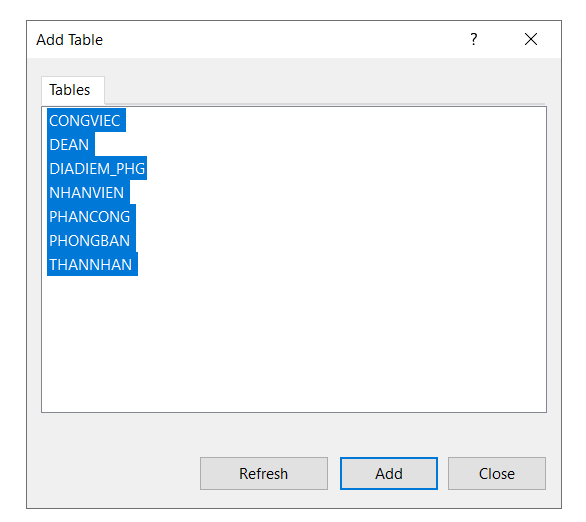 Add Table
?
Tables
CONGVIEC
DEAN
DIADIEM_PHG
NHANVIEN
PHANCONG
PHONGBAN
THANNHAN
Refresh Add Close